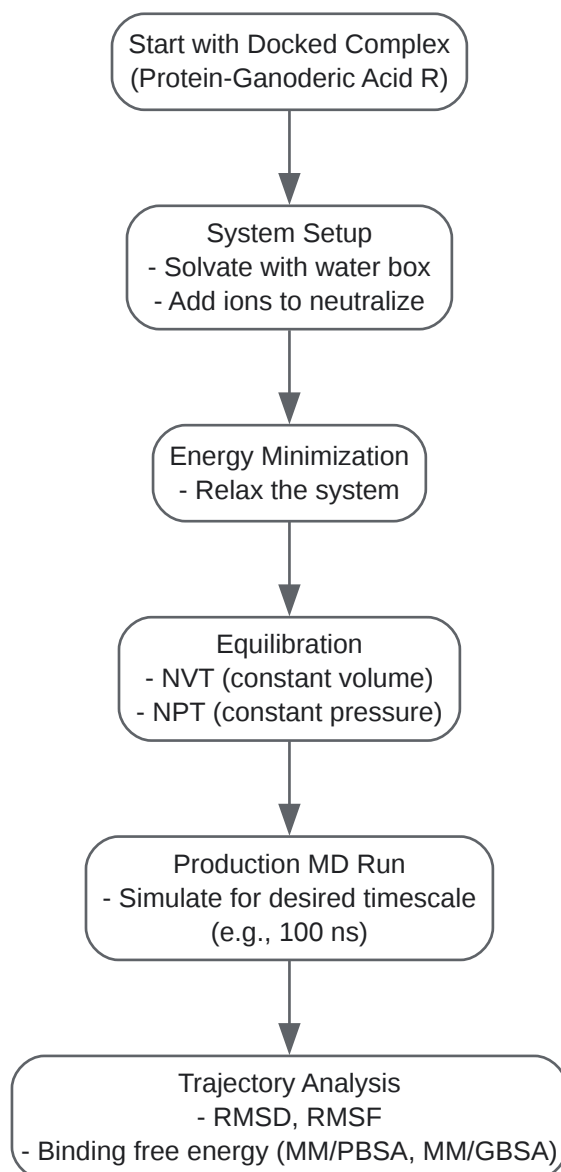 Start with Docked Complex
(Protein-Ganoderic Acid R)
System Setup
- Solvate with water box
- Add ions to neutralize
Energy Minimization
- Relax the system
Equilibration
- NVT (constant volume)
- NPT (constant pressure)
Production MD Run
- Simulate for desired timescale
(e.g., 100 ns)
Trajectory Analysis
- RMSD, RMSF
- Binding free energy (MM/PBSA, MM/GBSA)